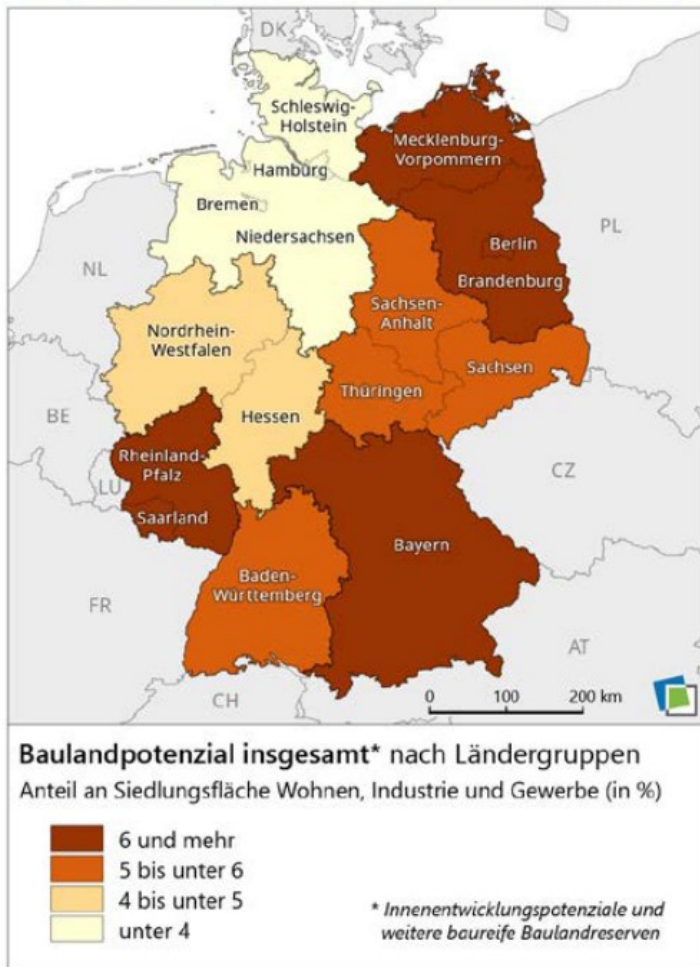 DK
Schleswig-
Holstein
Mecklenburg-
Vorpommern
Hamburg
Bremen
PL
Niedersachsen
Berlin
NL
Brandenburg
Sachsen-
Anhalt
Nordrhein-
Westfalen
Sachsen
Thüringen
Hessen
BE
Rheinland-
Pfalz
CZ
LU
Saarland
Bayern
Baden-
Württemberg
FR
AT
CH
0 100 200 km
Baulandpotenzial insgesamt* nach Ländergruppen
Anteil an Siedlungsfläche Wohnen, Industrie und Gewerbe (in %)
6 und mehr
5 bis unter 6
4 bis unter 5
unter 4
* Innenentwicklungspotenziale und
weitere baureife Baulandreserven